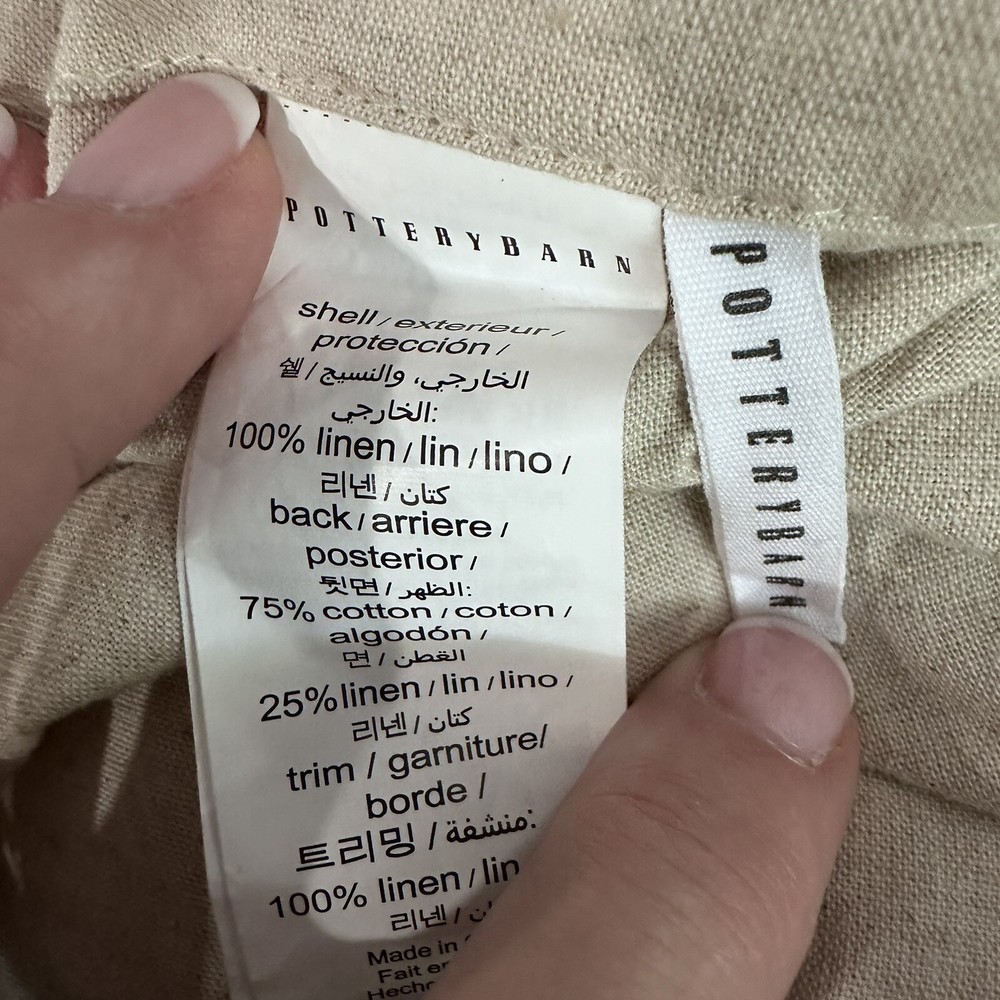 POTTERYBARN
shell / exterieur /
protección /
쉘 / الخارجي، والنسيج
الخارجي:
100% linen / lin / lino /
리넨 / كتان
back / arriere /
posterior /
뒷면 / الظهر:
75% cotton / coton /
algodón /
면 / القطن
25% linen / lin / lino /
리넨 / كتان
trim / garniture/
borde /
트리밍 / منشفة:
100% linen / lin
리넨 /
Made in
Fait en
Hecho
POTTERYBARN